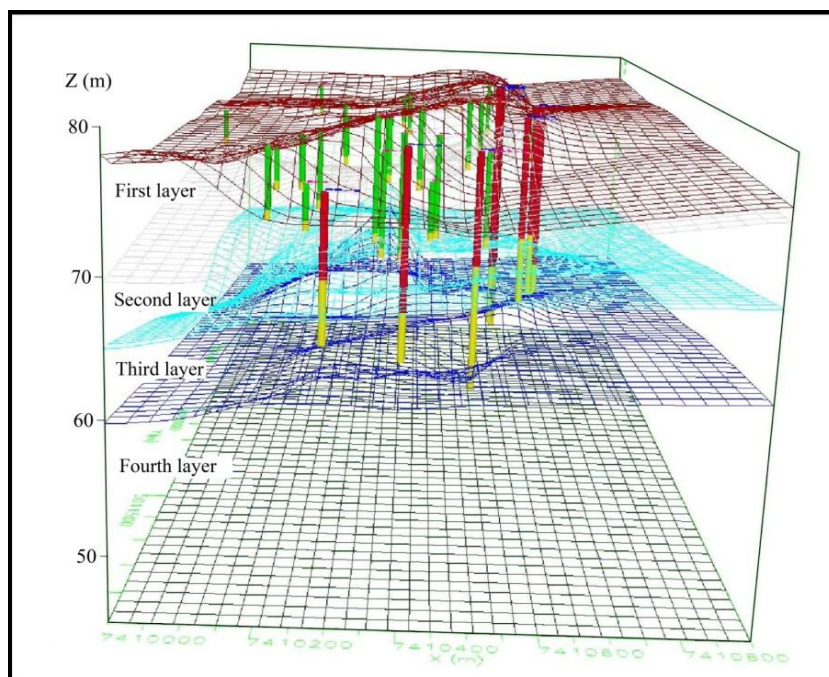 Z (m)
80
First layer
70
Second layer
Third layer
60
Fourth layer
50
7410000
7410200
7410400
7410600
7410800
X (m)